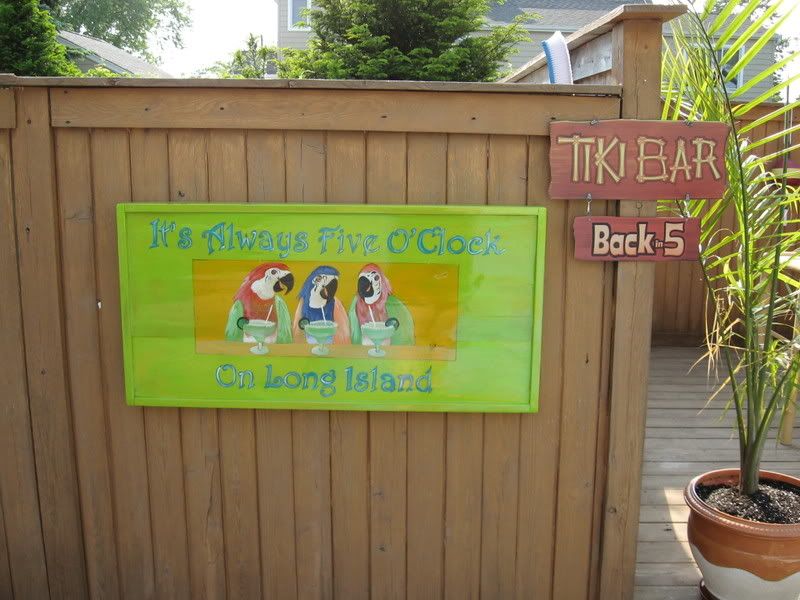 It's Always Five O'Clock
On Long Island
TIKI BAR
Back in 5